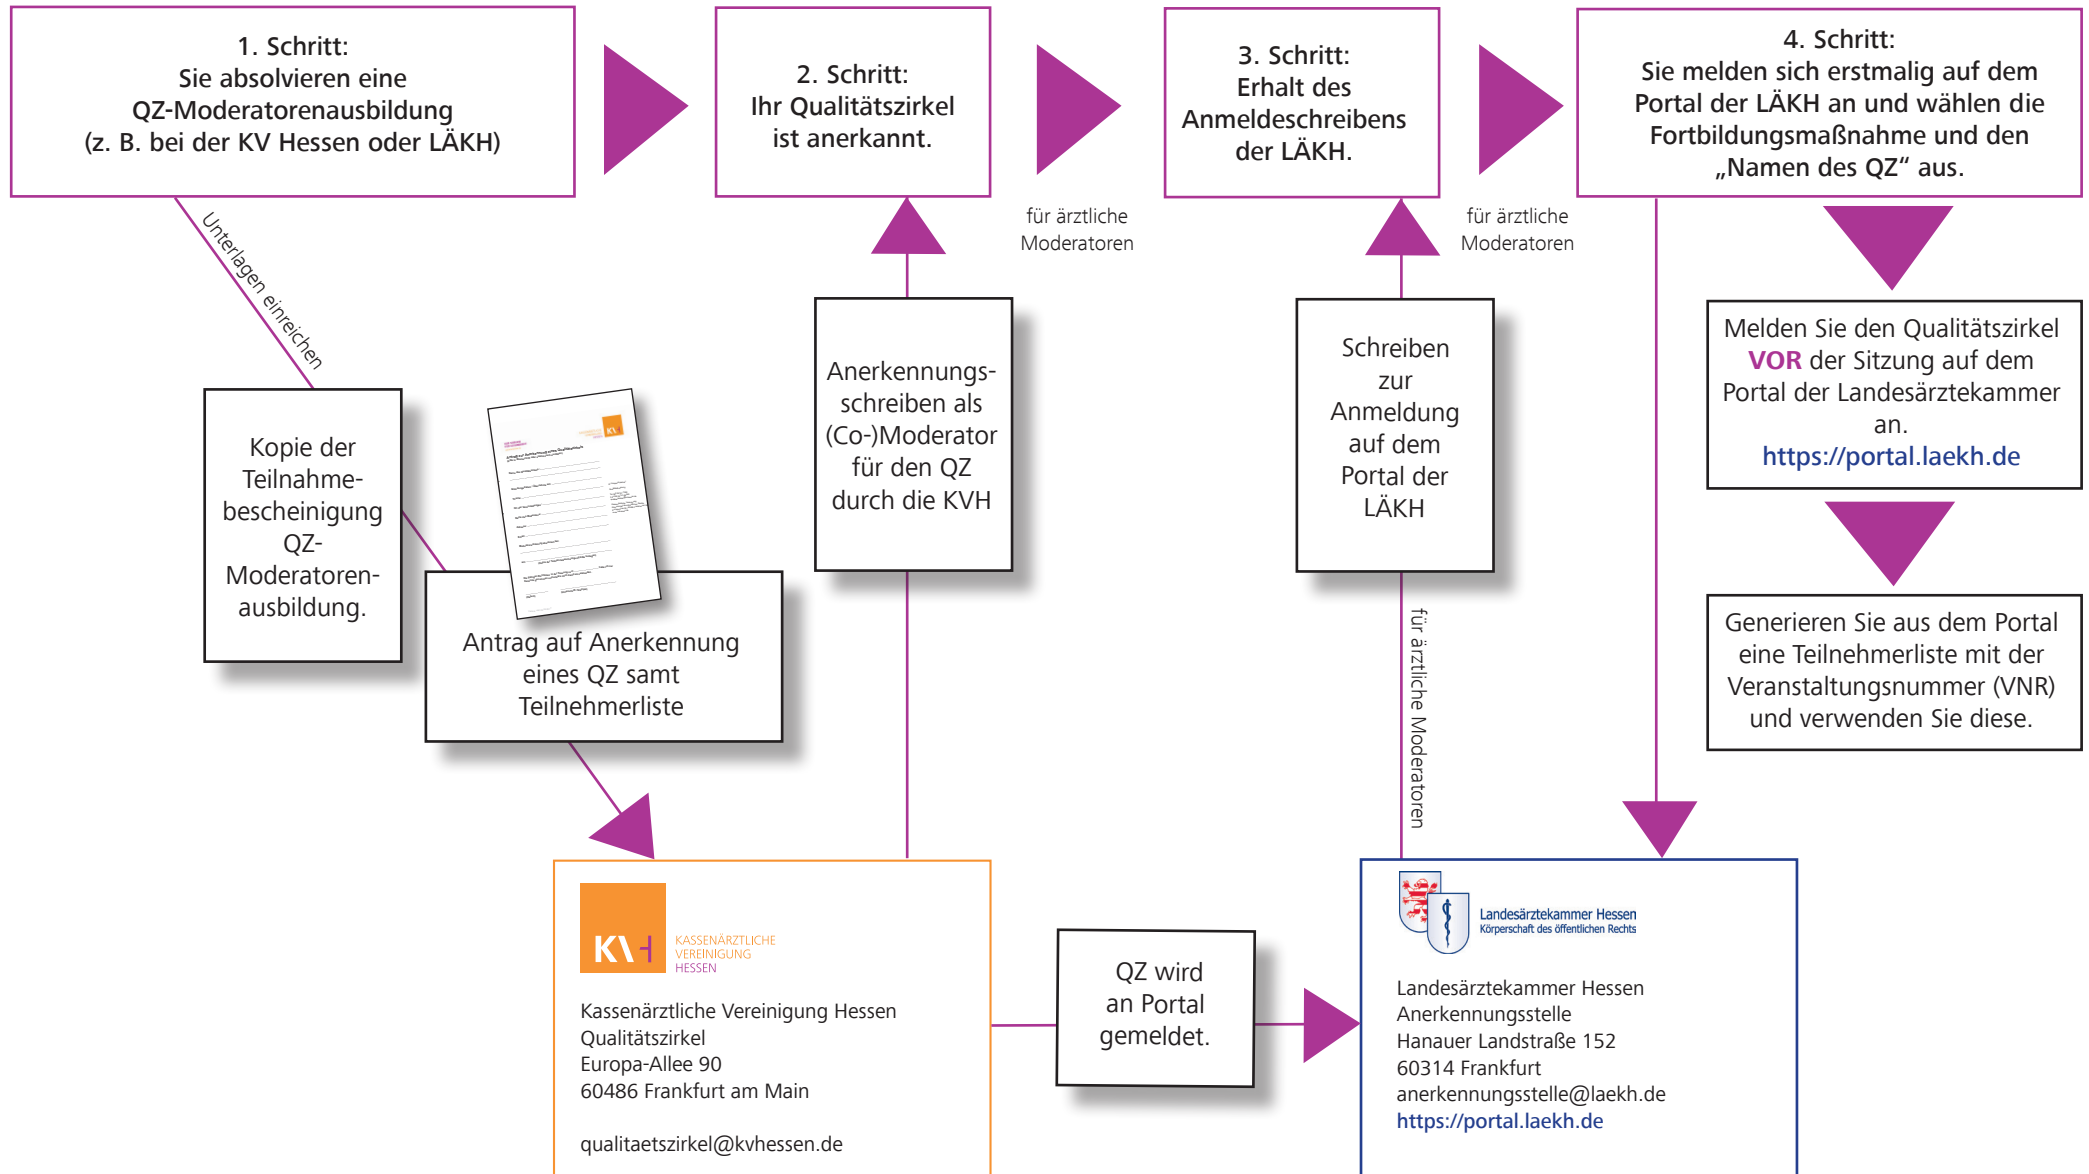 1. Schritt:
Sie absolvieren eine
QZ-Moderatorenausbildung
(z. B. bei der KV Hessen oder LÄKH)
2. Schritt:
Ihr Qualitätszirkel
ist anerkannt.
3. Schritt:
Erhalt des
Anmeldeschreibens
der LÄKH.
4. Schritt:
Sie melden sich erstmalig auf dem
Portal der LÄKH an und wählen die
Fortbildungsmaßnahme und den
„Namen des QZ“ aus.
Unterlagen einreichen
für ärztliche
Moderatoren
für ärztliche
Moderatoren
Kopie der
Teilnahme-
bescheinigung
QZ-
Moderatoren-
ausbildung.
Antrag auf Anerkennung
eines QZ samt
Teilnehmerliste
Anerkennungs-
schreiben als
(Co-)Moderator
für den QZ
durch die KVH
Schreiben
zur
Anmeldung
auf dem
Portal der
LÄKH
für ärztliche Moderatoren
Melden Sie den Qualitätszirkel
VOR der Sitzung auf dem
Portal der Landesärztekammer
an.
https://portal.laekh.de
Generieren Sie aus dem Portal
eine Teilnehmerliste mit der
Veranstaltungsnummer (VNR)
und verwenden Sie diese.
KVH
KASSENÄRZTLICHE
VEREINIGUNG
HESSEN
Kassenärztliche Vereinigung Hessen
Qualitätszirkel
Europa-Allee 90
60486 Frankfurt am Main
qualitaetszirkel@kvhessen.de
QZ wird
an Portal
gemeldet.
Landesärztekammer Hessen
Körperschaft des öffentlichen Rechts
Landesärztekammer Hessen
Anerkennungsstelle
Hanauer Landstraße 152
60314 Frankfurt
anerkennungsstelle@laekh.de
https://portal.laekh.de